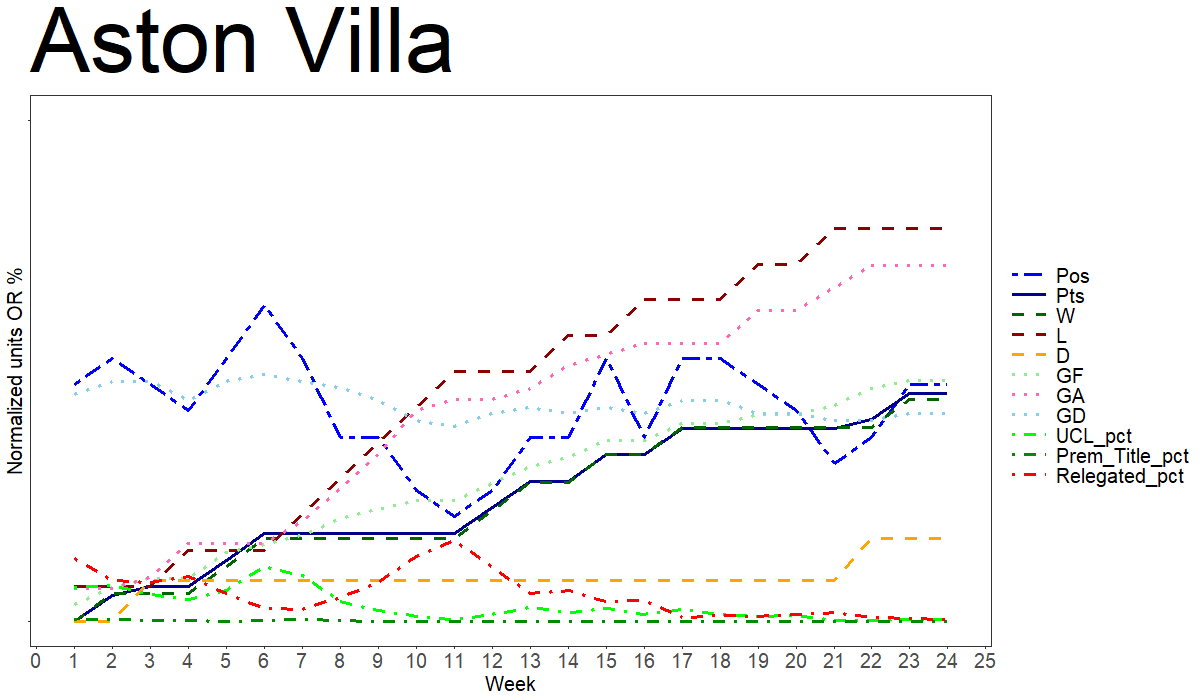 Aston Villa
Normalized units OR %
0 1 2 3 4 5 6 7 8 9 10 11 12 13 14 15 16 17 18 19 20 21 22 23 24 25
Week
Pos
Pts
W
L
D
GF
GA
GD
UCL_pct
Prem_Title_pct
Relegated_pct